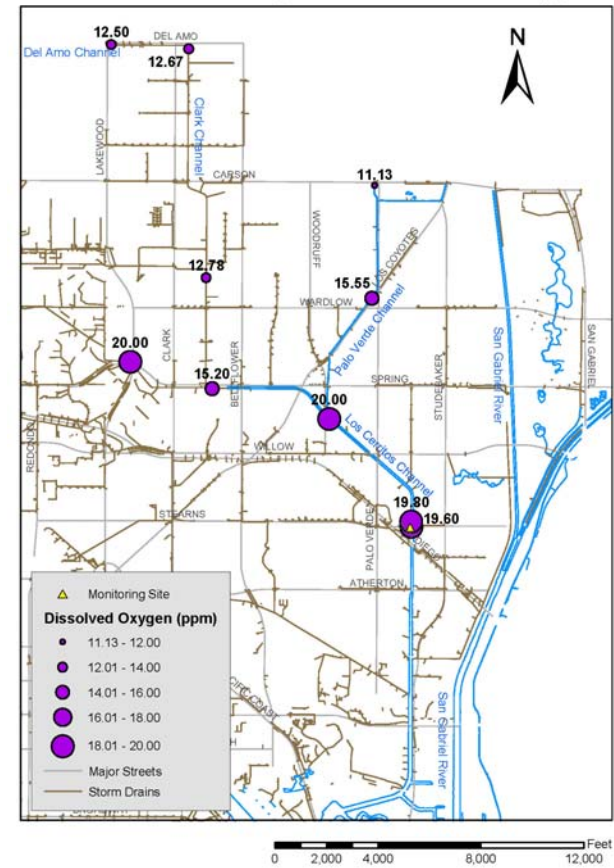 12.50
DEL AMO
Del Amo Channel
12.67
N
LAKEWOOD
Clark Channel
CARSON
11.13
WOODRUFF
LOS COYOTES
12.78
15.55
WARDLOW
Palo Verde Channel
San Gabriel River
SAN GABRIEL
20.00
CLARK
BELLFLOWER
15.20
SPRING
STUDEBAKER
20.00
REDONDO
WILLOW
Los Cerritos Channel
19.80
19.60
STEARNS
PALO VERDE
DIEGO
ATHERTON
San Gabriel River
COAST
Monitoring Site
Dissolved Oxygen (ppm)
11.13 - 12.00
12.01 - 14.00
14.01 - 16.00
16.01 - 18.00
18.01 - 20.00
Major Streets
Storm Drains
Feet
0 2,000 4,000 8,000 12,000